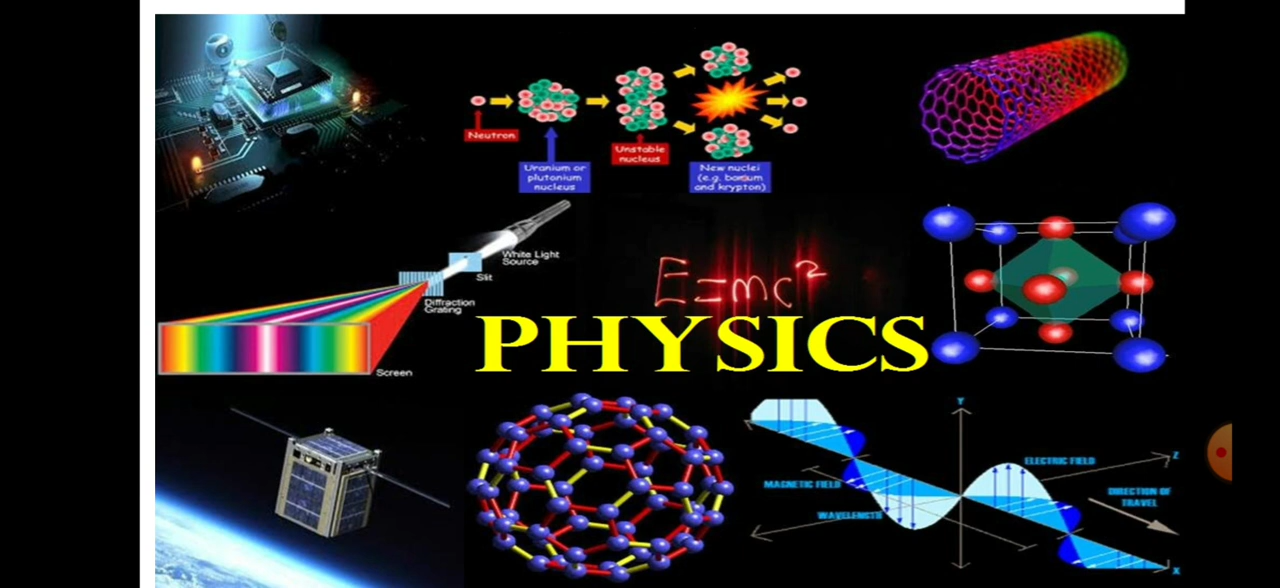 Neutron
Uranium or
plutonium
nucleus
Unstable
nucleus
New nuclei
(e.g. barium
and krypton)
White Light
Source
Slit
Diffraction
Grating
Screen
E=mc²
PHYSICS
Y
ELECTRIC FIELD
Z
MAGNETIC FIELD
DIRECTION OF
TRAVEL
WAVELENGTH
X